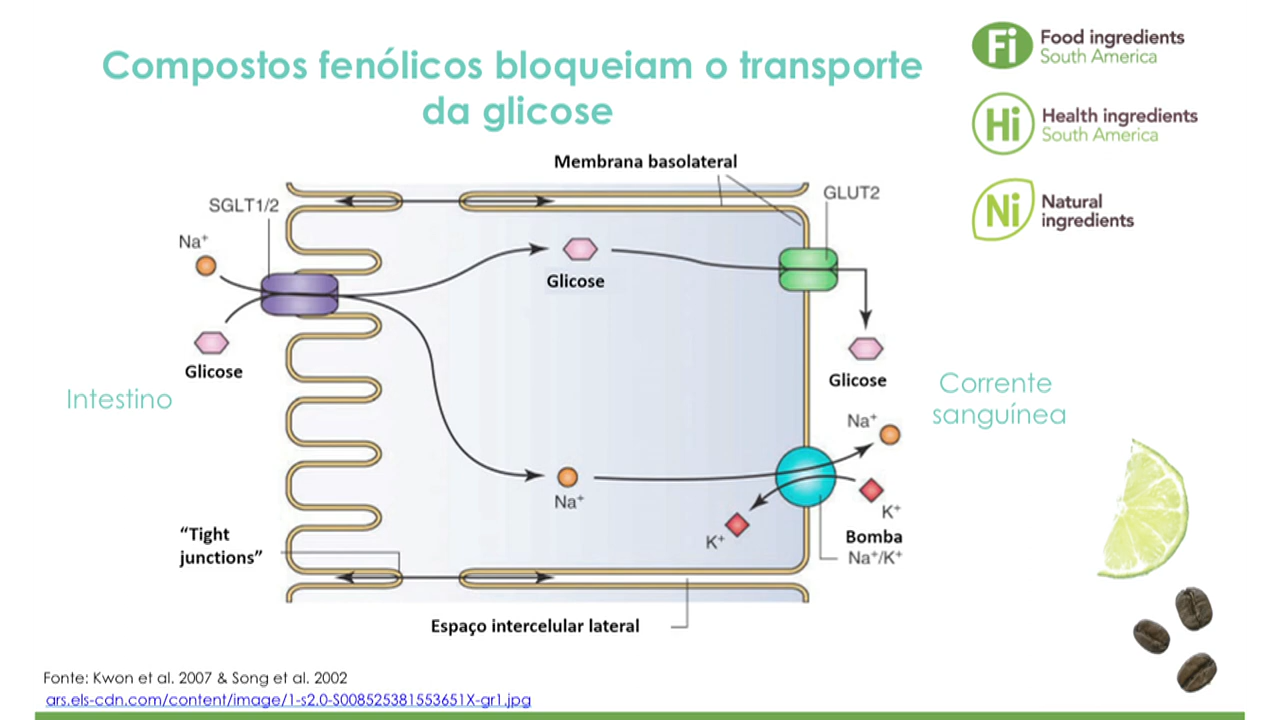 Compostos fenólicos bloqueiam o transporte
da glicose
Fi
Food ingredients
South America
Hi
Health ingredients
South America
Ni
Natural
ingredients
Membrana basolateral
SGLT1/2
GLUT2
Na⁺
Glicose
Glicose
Glicose
Intestino
Corrente
sanguínea
Na⁺
Na⁺
K⁺
K⁺
Bomba
Na⁺/K⁺
“Tight
junctions”
Espaço intercelular lateral
Fonte: Kwon et al. 2007 & Song et al. 2002
ars.els-cdn.com/content/image/1-s2.0-S008525381553651X-gr1.jpg